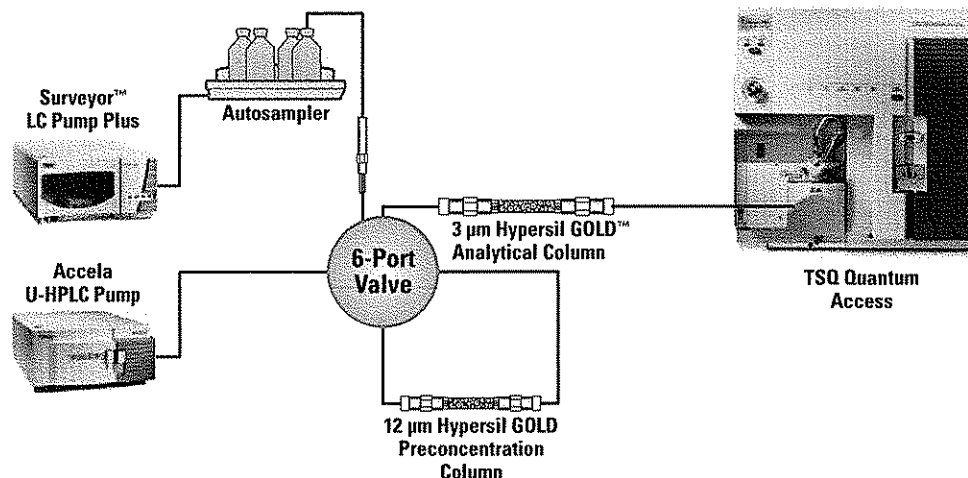 Surveyor™
LC Pump Plus
Autosampler
Accela
U-HPLC Pump
6-Port
Valve
3 µm Hypersil GOLD™
Analytical Column
12 µm Hypersil GOLD
Preconcentration
Column
TSQ Quantum
Access